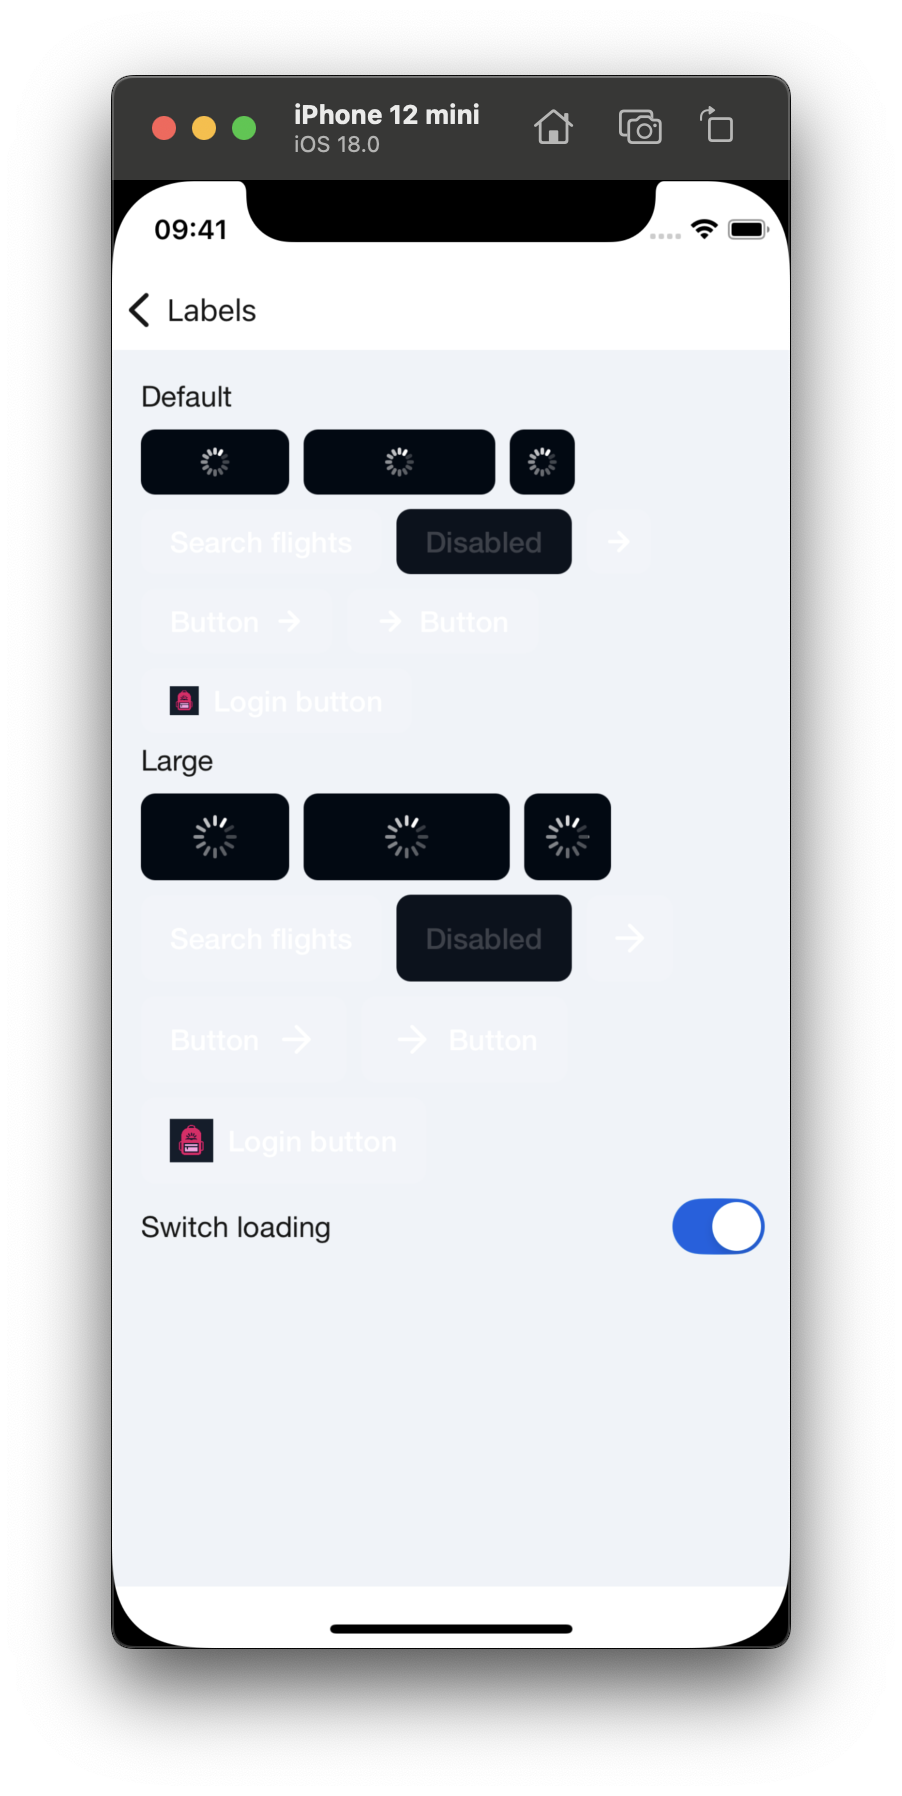 iPhone 12 mini
iOS 18.0
09:41
Labels
Default
Search flights Disabled
Button Button
Login button
Large
Search flights Disabled
Button Button
Login button
Switch loading